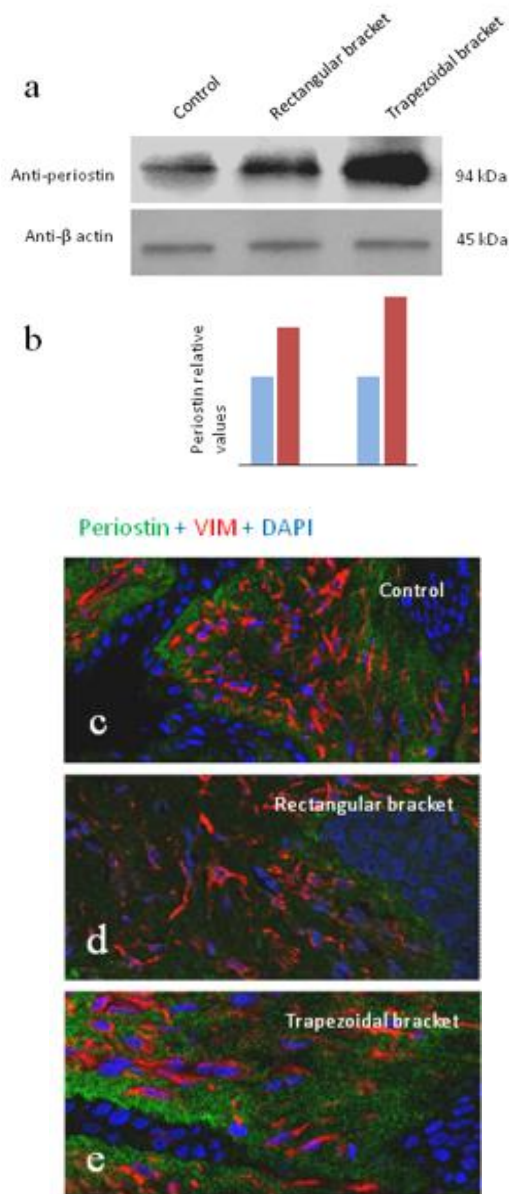 a
Control
Rectangular bracket
Trapezoidal bracket
Anti-periostin
94 kDa
Anti-β actin
45 kDa
b
Periostin relative
values
Periostin + VIM + DAPI
Control
c
Rectangular bracket
d
Trapezoidal bracket
e